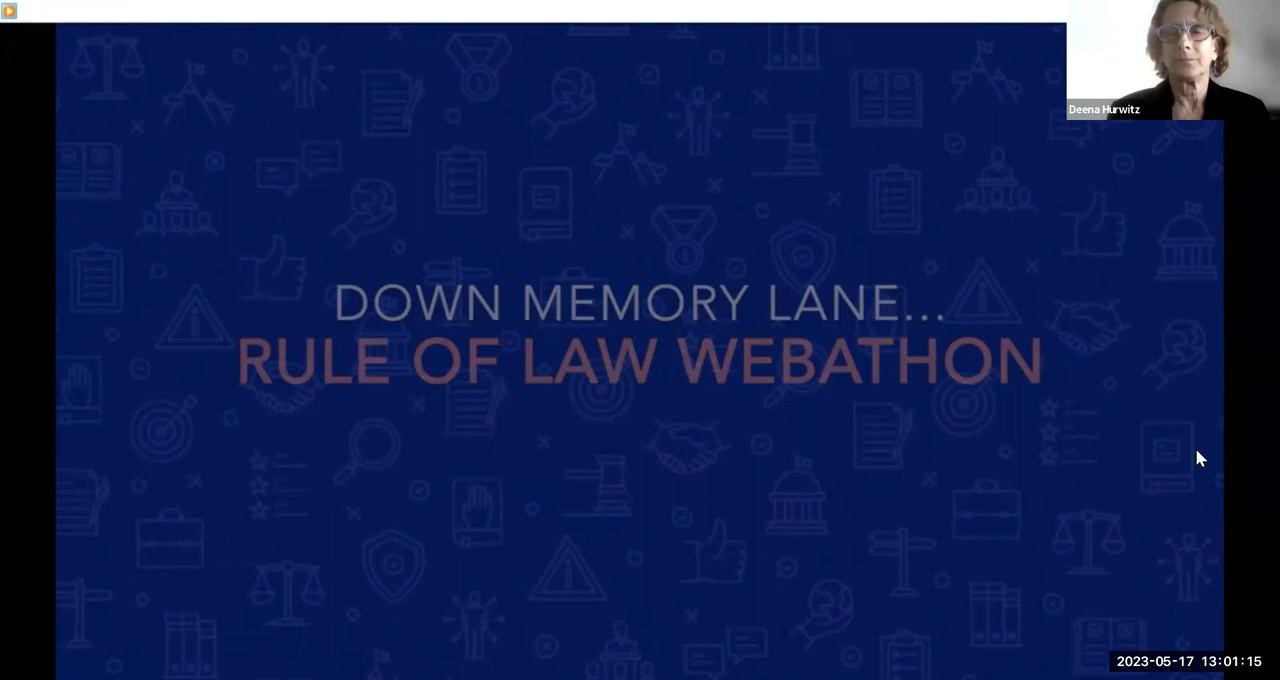 Deena Hurwitz
DOWN MEMORY LANE...
RULE OF LAW WEBATHON
2023-05-17 13:01:15